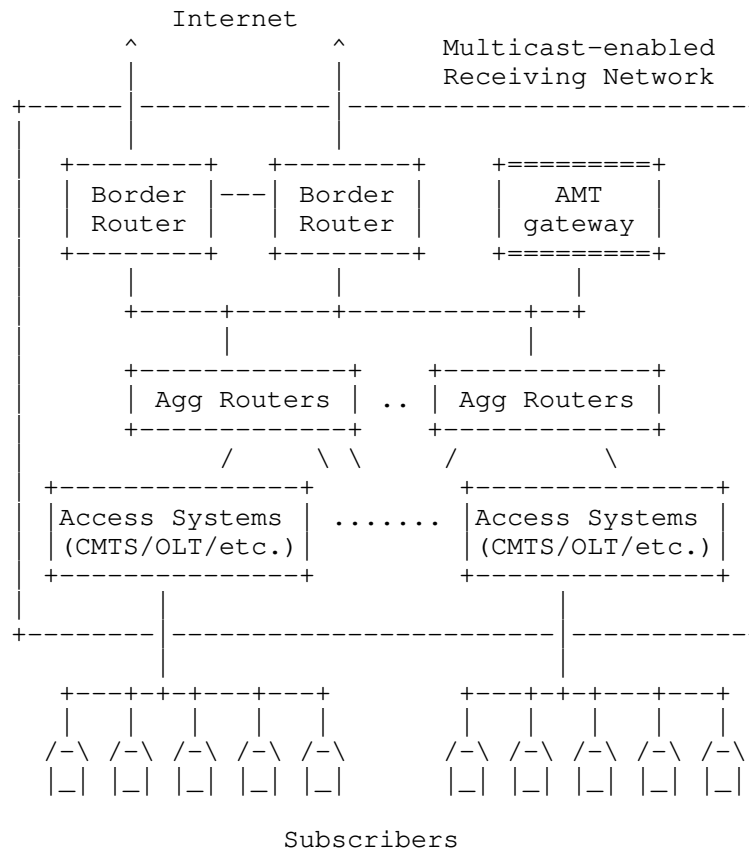 Internet
Multicast-enabled
Receiving Network
Border Router
Border Router
AMT gateway
Agg Routers .. Agg Routers
Access Systems (CMTS/OLT/etc.)
.......
Access Systems (CMTS/OLT/etc.)
Subscribers